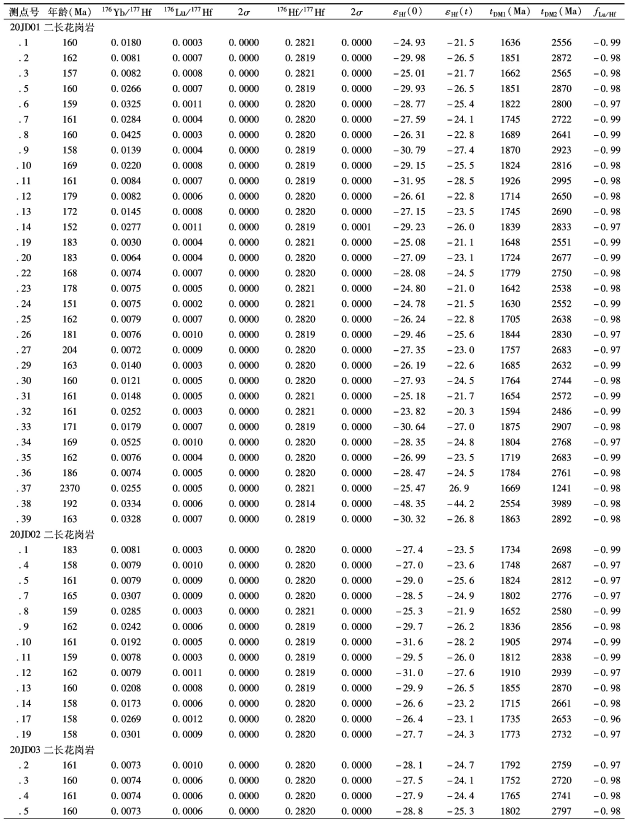 测点号 年龄(Ma) ¹⁷⁶Yb/¹⁷⁷Hf ¹⁷⁶Lu/¹⁷⁷Hf 2σ ¹⁷⁶Hf/¹⁷⁷Hf 2σ εHf(0) εHf(t) tDM1(Ma) tDM2(Ma) fLu/Hf
20JD01 二长花岗岩
.1 160 0.0180 0.0003 0.0000 0.2821 0.0000 -24.93 -21.5 1636 2556 -0.99
.2 162 0.0081 0.0007 0.0000 0.2819 0.0000 -29.98 -26.5 1851 2872 -0.98
.3 157 0.0082 0.0008 0.0000 0.2821 0.0000 -25.01 -21.7 1662 2565 -0.98
.5 160 0.0266 0.0007 0.0000 0.2819 0.0000 -29.93 -26.5 1851 2870 -0.98
.6 159 0.0325 0.0011 0.0000 0.2820 0.0000 -28.77 -25.4 1822 2800 -0.97
.7 161 0.0284 0.0004 0.0000 0.2820 0.0000 -27.59 -24.1 1745 2722 -0.99
.8 160 0.0425 0.0003 0.0000 0.2820 0.0000 -26.31 -22.8 1689 2641 -0.99
.9 158 0.0139 0.0004 0.0000 0.2819 0.0000 -30.79 -27.4 1870 2923 -0.99
.10 169 0.0220 0.0008 0.0000 0.2819 0.0000 -29.15 -25.5 1824 2816 -0.98
.11 161 0.0084 0.0007 0.0000 0.2819 0.0000 -31.95 -28.5 1926 2995 -0.98
.12 179 0.0082 0.0006 0.0000 0.2820 0.0000 -26.61 -22.8 1714 2650 -0.98
.13 172 0.0145 0.0008 0.0000 0.2820 0.0000 -27.15 -23.5 1745 2690 -0.98
.14 152 0.0277 0.0011 0.0000 0.2819 0.0001 -29.23 -26.0 1839 2833 -0.97
.19 183 0.0030 0.0004 0.0000 0.2821 0.0000 -25.08 -21.1 1648 2551 -0.99
.20 183 0.0064 0.0004 0.0000 0.2820 0.0000 -27.09 -23.1 1724 2677 -0.99
.22 168 0.0074 0.0007 0.0000 0.2820 0.0000 -28.08 -24.5 1779 2750 -0.98
.23 178 0.0075 0.0005 0.0000 0.2821 0.0000 -24.80 -21.0 1642 2538 -0.98
.24 151 0.0075 0.0002 0.0000 0.2821 0.0000 -24.78 -21.5 1630 2552 -0.99
.25 162 0.0079 0.0007 0.0000 0.2820 0.0000 -26.24 -22.8 1705 2638 -0.98
.26 181 0.0076 0.0010 0.0000 0.2819 0.0000 -29.46 -25.6 1844 2830 -0.97
.27 204 0.0072 0.0009 0.0000 0.2820 0.0000 -27.35 -23.0 1757 2683 -0.97
.29 163 0.0140 0.0003 0.0000 0.2820 0.0000 -26.19 -22.6 1685 2632 -0.99
.30 160 0.0121 0.0005 0.0000 0.2820 0.0000 -27.93 -24.5 1764 2744 -0.98
.31 161 0.0148 0.0005 0.0000 0.2821 0.0000 -25.18 -21.7 1654 2572 -0.99
.32 161 0.0252 0.0003 0.0000 0.2821 0.0000 -23.82 -20.3 1594 2486 -0.99
.33 171 0.0179 0.0007 0.0000 0.2819 0.0000 -30.64 -27.0 1875 2907 -0.98
.34 169 0.0525 0.0010 0.0000 0.2820 0.0000 -28.35 -24.8 1804 2768 -0.97
.35 162 0.0076 0.0004 0.0000 0.2820 0.0000 -26.99 -23.5 1719 2683 -0.99
.36 186 0.0074 0.0005 0.0000 0.2820 0.0000 -28.47 -24.5 1784 2761 -0.98
.37 2370 0.0255 0.0005 0.0000 0.2821 0.0000 -25.47 26.9 1669 1241 -0.98
.38 192 0.0334 0.0006 0.0000 0.2814 0.0000 -48.35 -44.2 2554 3989 -0.98
.39 163 0.0328 0.0007 0.0000 0.2819 0.0000 -30.32 -26.8 1863 2892 -0.98
20JD02 二长花岗岩
.1 183 0.0081 0.0003 0.0000 0.2820 0.0000 -27.4 -23.5 1734 2698 -0.99
.4 158 0.0079 0.0010 0.0000 0.2820 0.0000 -27.0 -23.6 1748 2687 -0.97
.5 161 0.0079 0.0009 0.0000 0.2820 0.0000 -29.0 -25.6 1824 2812 -0.97
.7 165 0.0307 0.0009 0.0000 0.2820 0.0000 -28.5 -24.9 1802 2776 -0.97
.8 159 0.0285 0.0003 0.0000 0.2821 0.0000 -25.3 -21.9 1652 2580 -0.99
.9 162 0.0242 0.0006 0.0000 0.2819 0.0000 -29.7 -26.2 1836 2856 -0.98
.10 161 0.0192 0.0005 0.0000 0.2819 0.0000 -31.6 -28.2 1905 2974 -0.99
.11 159 0.0078 0.0003 0.0000 0.2819 0.0000 -29.5 -26.0 1812 2838 -0.99
.12 162 0.0079 0.0011 0.0000 0.2819 0.0000 -31.0 -27.6 1910 2939 -0.97
.13 160 0.0208 0.0008 0.0000 0.2819 0.0000 -29.9 -26.5 1855 2870 -0.98
.14 158 0.0173 0.0006 0.0000 0.2820 0.0000 -26.6 -23.2 1715 2661 -0.98
.17 158 0.0269 0.0012 0.0000 0.2820 0.0000 -26.4 -23.1 1735 2653 -0.96
.19 158 0.0301 0.0009 0.0000 0.2820 0.0000 -27.7 -24.3 1773 2732 -0.97
20JD03 二长花岗岩
.2 161 0.0073 0.0010 0.0000 0.2820 0.0000 -28.1 -24.7 1792 2759 -0.97
.3 160 0.0074 0.0006 0.0000 0.2820 0.0000 -27.5 -24.1 1752 2720 -0.98
.4 161 0.0074 0.0006 0.0000 0.2820 0.0000 -27.9 -24.4 1765 2741 -0.98
.5 160 0.0073 0.0006 0.0000 0.2820 0.0000 -28.8 -25.3 1802 2797 -0.98